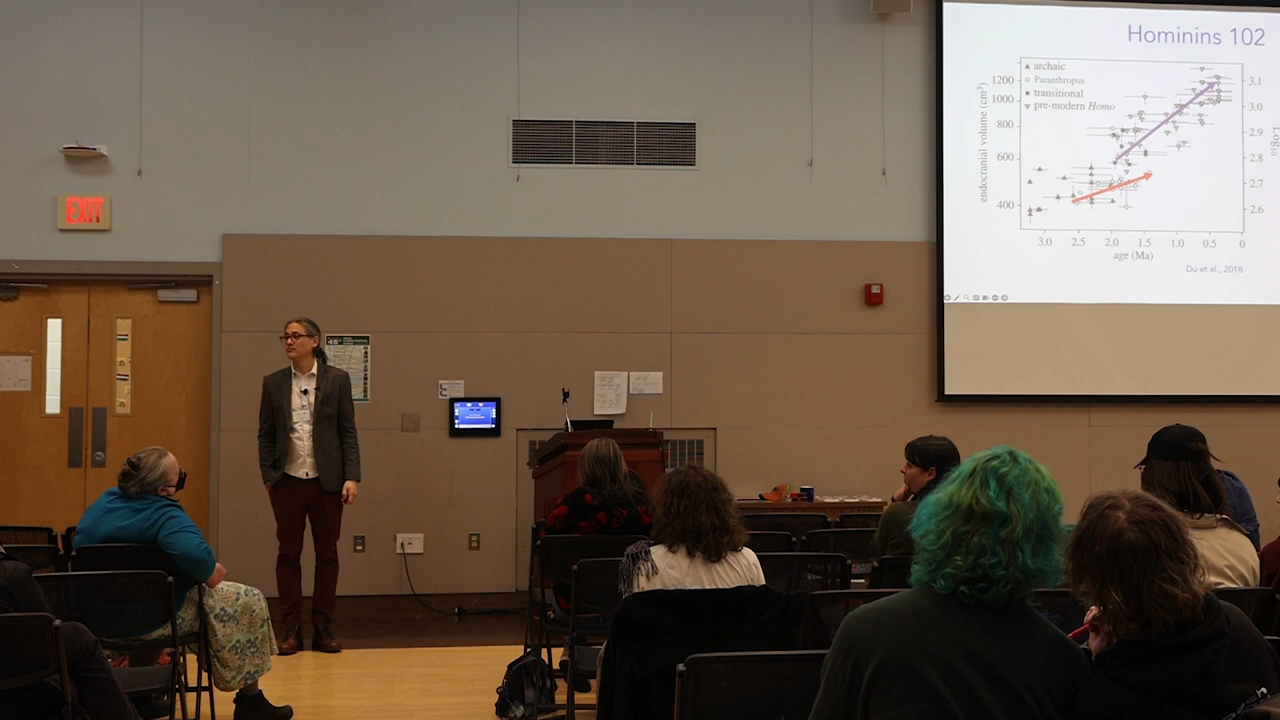 Hominins 102
archaic
Paranthropus
transitional
pre-modern Homo
endocranial volume (cm³)
1200
1000
800
600
400
3.1
3.0
2.9
2.8
2.7
2.6
Log₁₀
3.0 2.5 2.0 1.5 1.0 0.5 0
age (Ma)
Du et al., 2018
EXIT